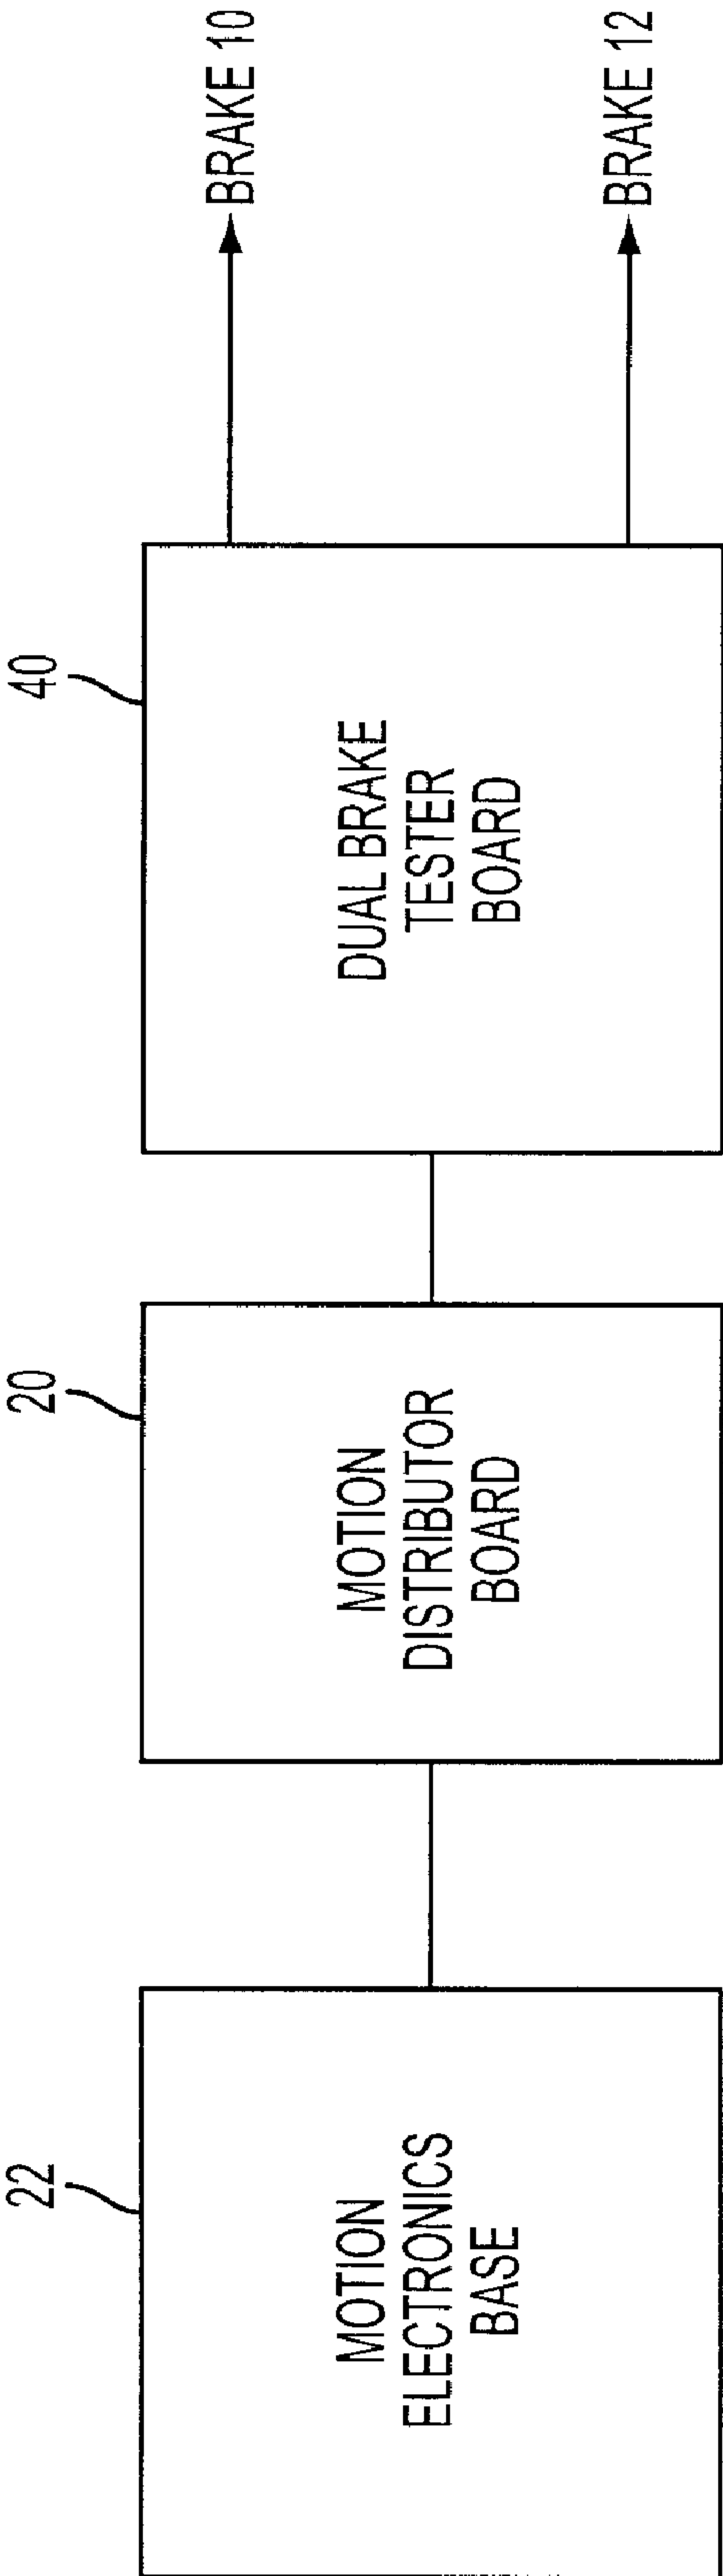 22
MOTION
ELECTRONICS
BASE
20
MOTION
DISTRIBUTOR
BOARD
40
DUAL BRAKE
TESTER
BOARD
BRAKE 10
BRAKE 12